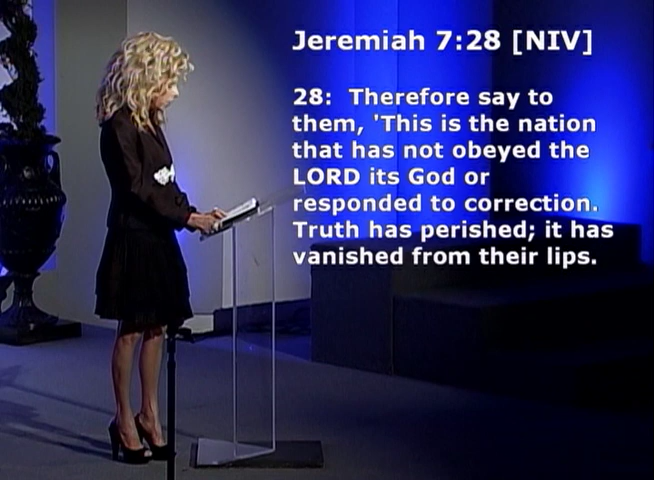 Jeremiah 7:28 [NIV]
28: Therefore say to
them, 'This is the nation
that has not obeyed the
LORD its God or
responded to correction.
Truth has perished; it has
vanished from their lips.